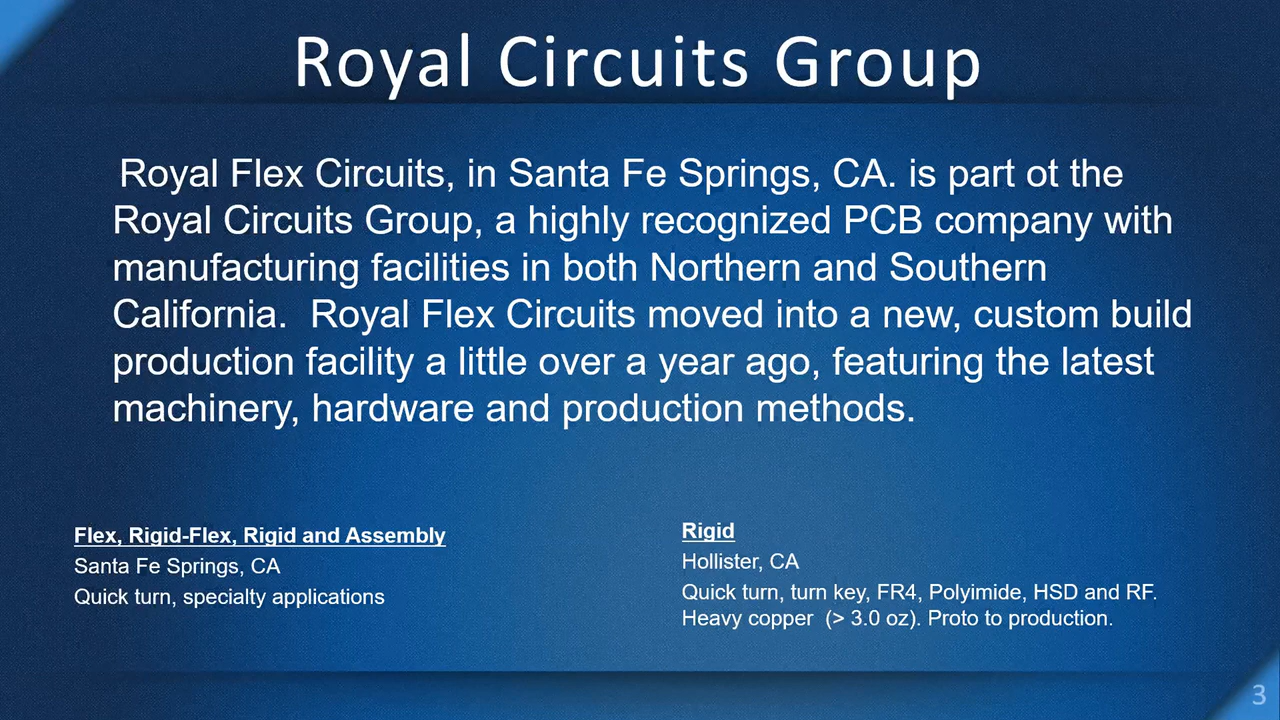 Royal Circuits Group
Royal Flex Circuits, in Santa Fe Springs, CA. is part ot the
Royal Circuits Group, a highly recognized PCB company with
manufacturing facilities in both Northern and Southern
California.  Royal Flex Circuits moved into a new, custom build
production facility a little over a year ago, featuring the latest
machinery, hardware and production methods.
Flex, Rigid-Flex, Rigid and Assembly
Santa Fe Springs, CA
Quick turn, specialty applications
Rigid
Hollister, CA
Quick turn, turn key, FR4, Polyimide, HSD and RF.
Heavy copper  (> 3.0 oz). Proto to production.
3